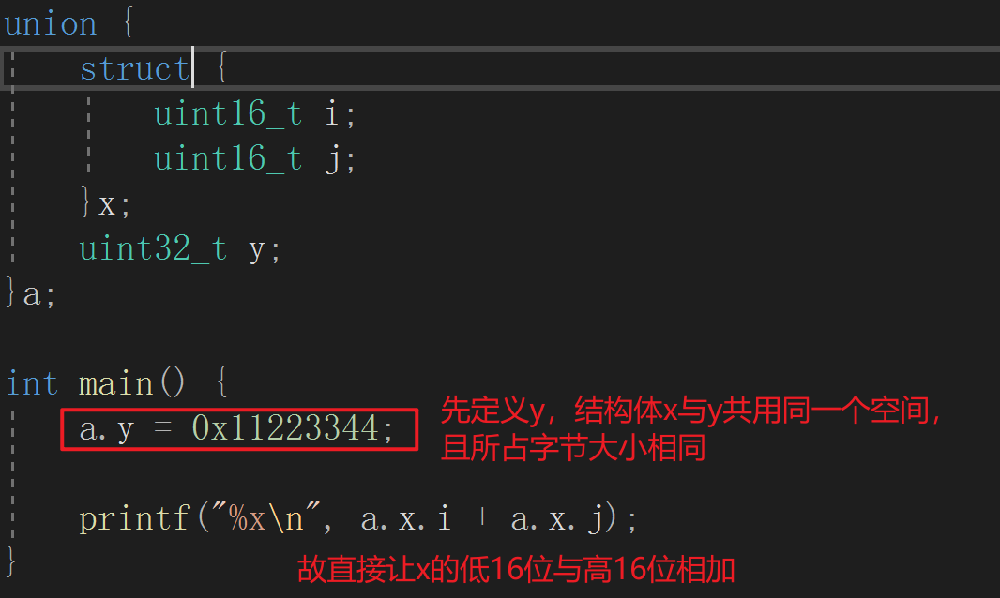 union {
struct {
uint16_t i;
uint16_t j;
}x;
uint32_t y;
}a;
int main() {
a.y = 0x11223344;
先定义y，结构体x与y共用同一个空间，
且所占字节大小相同
printf("%x\n", a.x.i + a.x.j);
}
故直接让x的低16位与高16位相加